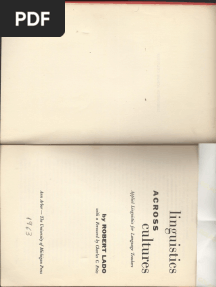 PDF
linguistics
ACROSS
cultures
Applied Linguistics for Language Teachers
by ROBERT LADO
with a Foreword by Charles C. Fries
Ann Arbor—The University of Michigan Press
1963